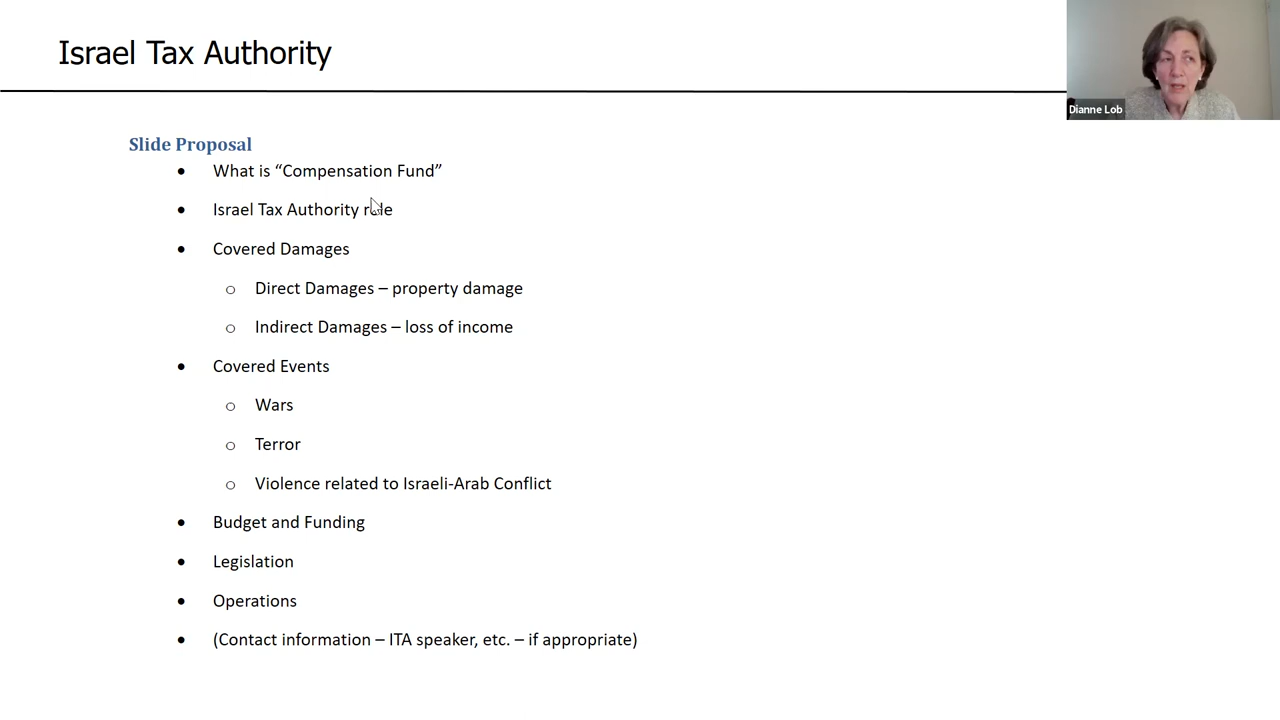 Israel Tax Authority
Dianne Lob
Slide Proposal
• What is “Compensation Fund”
• Israel Tax Authority role
• Covered Damages
o Direct Damages – property damage
o Indirect Damages – loss of income
• Covered Events
o Wars
o Terror
o Violence related to Israeli-Arab Conflict
• Budget and Funding
• Legislation
• Operations
• (Contact information – ITA speaker, etc. – if appropriate)